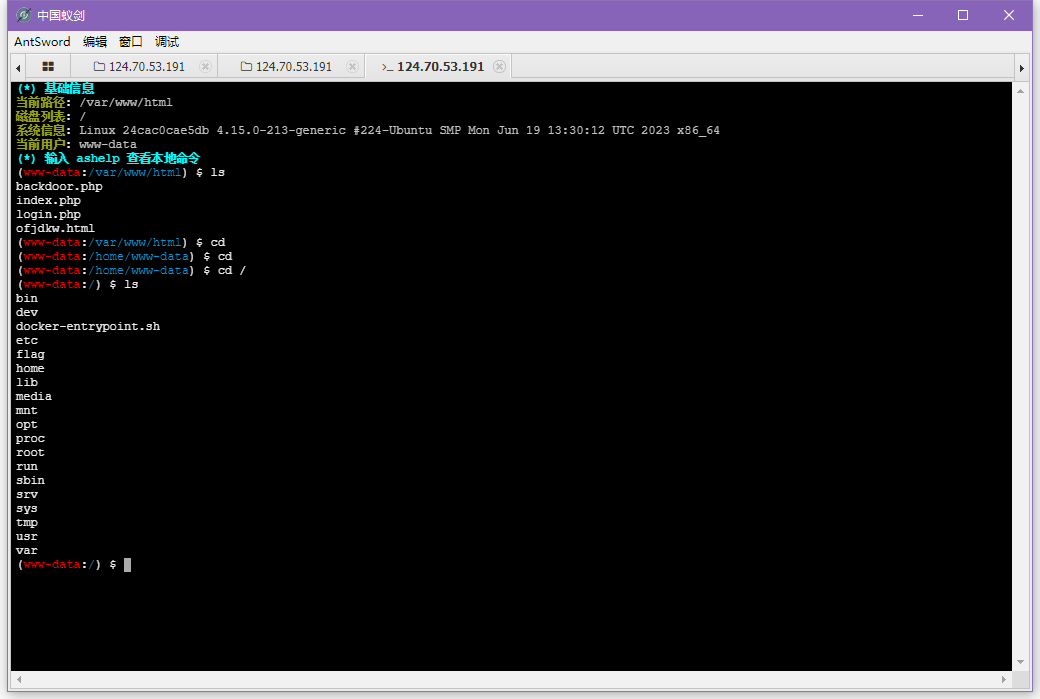 中国蚁剑
AntSword 编辑 窗口 调试
124.70.53.191 124.70.53.191 >_ 124.70.53.191
(*) 基础信息
当前路径: /var/www/html
磁盘列表: /
系统信息: Linux 24cac0cae5db 4.15.0-213-generic #224-Ubuntu SMP Mon Jun 19 13:30:12 UTC 2023 x86_64
当前用户: www-data
(*) 输入 ashelp 查看本地命令
(www-data:/var/www/html) $ ls
backdoor.php
index.php
login.php
ofjdkw.html
(www-data:/var/www/html) $ cd
(www-data:/home/www-data) $ cd
(www-data:/home/www-data) $ cd /
(www-data:/) $ ls
bin
dev
docker-entrypoint.sh
etc
flag
home
lib
media
mnt
opt
proc
root
run
sbin
srv
sys
tmp
usr
var
(www-data:/) $